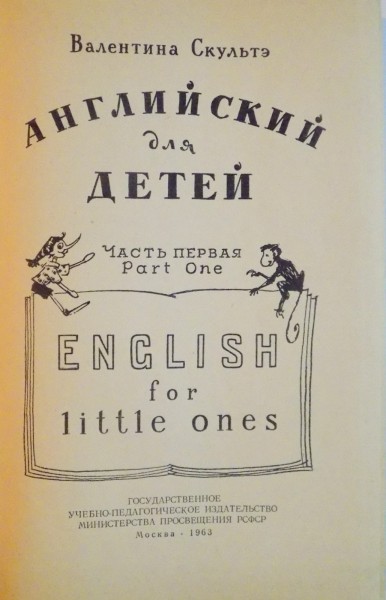 Валентина Скультэ
АНГЛИЙСКИЙ
для
ДЕТЕЙ
ЧАСТЬ ПЕРВАЯ
Part One
ENGLISH
for
little ones
ГОСУДАРСТВЕННОЕ
УЧЕБНО-ПЕДАГОГИЧЕСКОЕ ИЗДАТЕЛЬСТВО
МИНИСТЕРСТВА ПРОСВЕЩЕНИЯ РСФСР
Москва · 1963